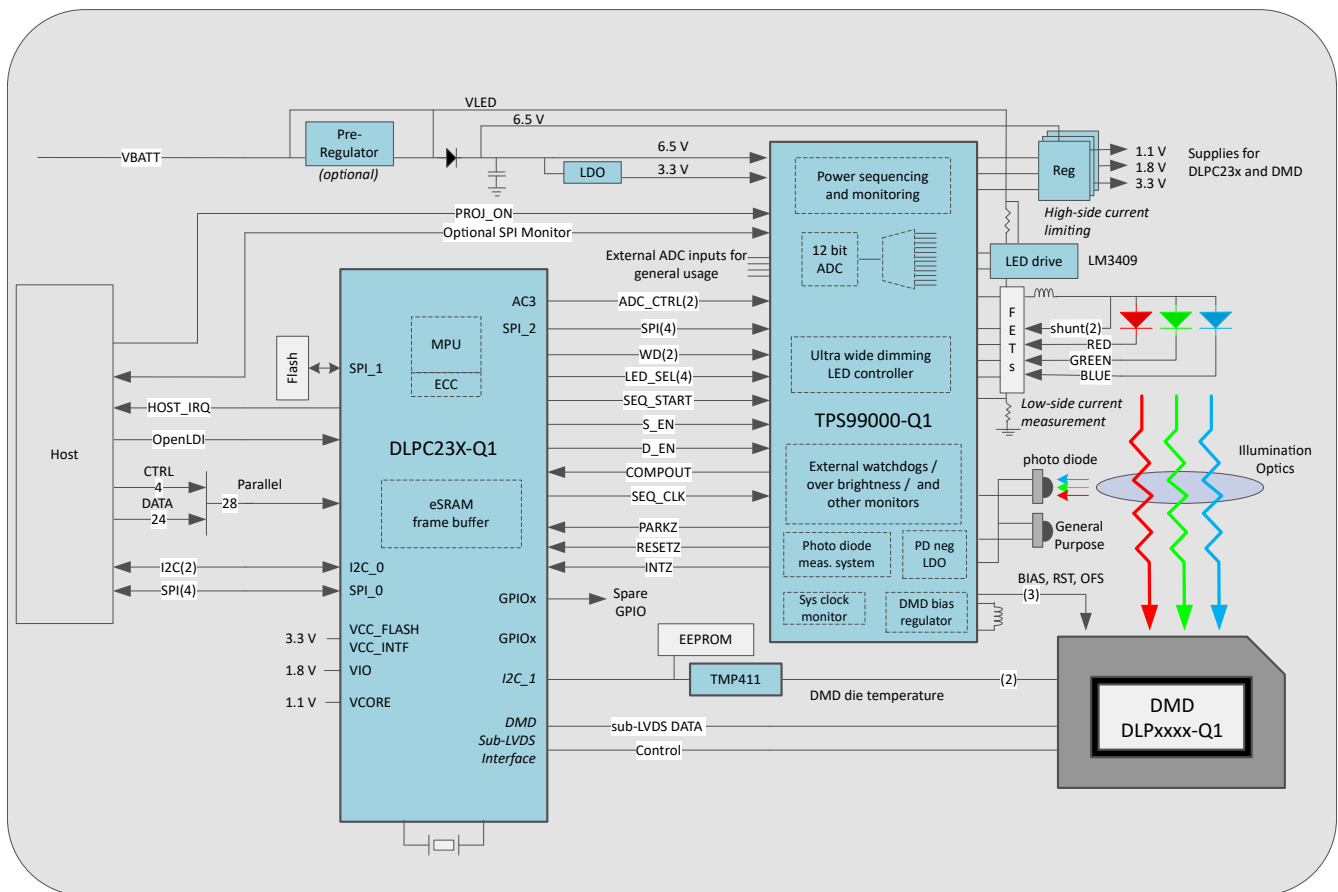 VLED
6.5 V
VBATT
Pre-
Regulator
(optional)
LDO
6.5 V
3.3 V
PROJ_ON
Optional SPI Monitor
External ADC inputs for
general usage
Power sequencing
and monitoring
12 bit
ADC
Ultra wide dimming
LED controller
TPS99000-Q1
External watchdogs /
over brightness / and
other monitors
Photo diode
meas. system
PD neg
LDO
Sys clock
monitor
DMD bias
regulator
Reg
1.1 V
1.8 V
3.3 V
Supplies for
DLPC23x and DMD
High-side current
limiting
LED drive
LM3409
F
E
T
s
shunt(2)
RED
GREEN
BLUE
Low-side current
measurement
photo diode
Illumination
Optics
General
Purpose
BIAS, RST, OFS
(3)
Host
HOST_IRQ
OpenLDI
CTRL
4
DATA
24
Parallel
28
I2C(2)
SPI(4)
Flash
3.3 V
1.8 V
1.1 V
SPI_1
MPU
ECC
DLPC23X-Q1
eSRAM
frame buffer
I2C_0
SPI_0
VCC_FLASH
VCC_INTF
VIO
VCORE
AC3
SPI_2
GPIOx
GPIOx
I2C_1
DMD
Sub-LVDS
Interface
ADC_CTRL(2)
SPI(4)
WD(2)
LED_SEL(4)
SEQ_START
S_EN
D_EN
COMPOUT
SEQ_CLK
PARKZ
RESETZ
INTZ
Spare
GPIO
EEPROM
TMP411
DMD die temperature
(2)
sub-LVDS DATA
Control
DMD
DLPxxxx-Q1